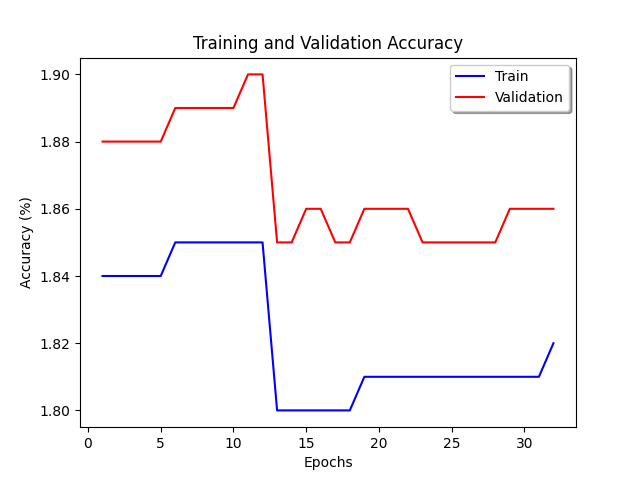 Training and Validation Accuracy
Train
Validation
1.90
1.88
1.86
1.84
1.82
1.80
Accuracy (%)
0 5 10 15 20 25 30
Epochs